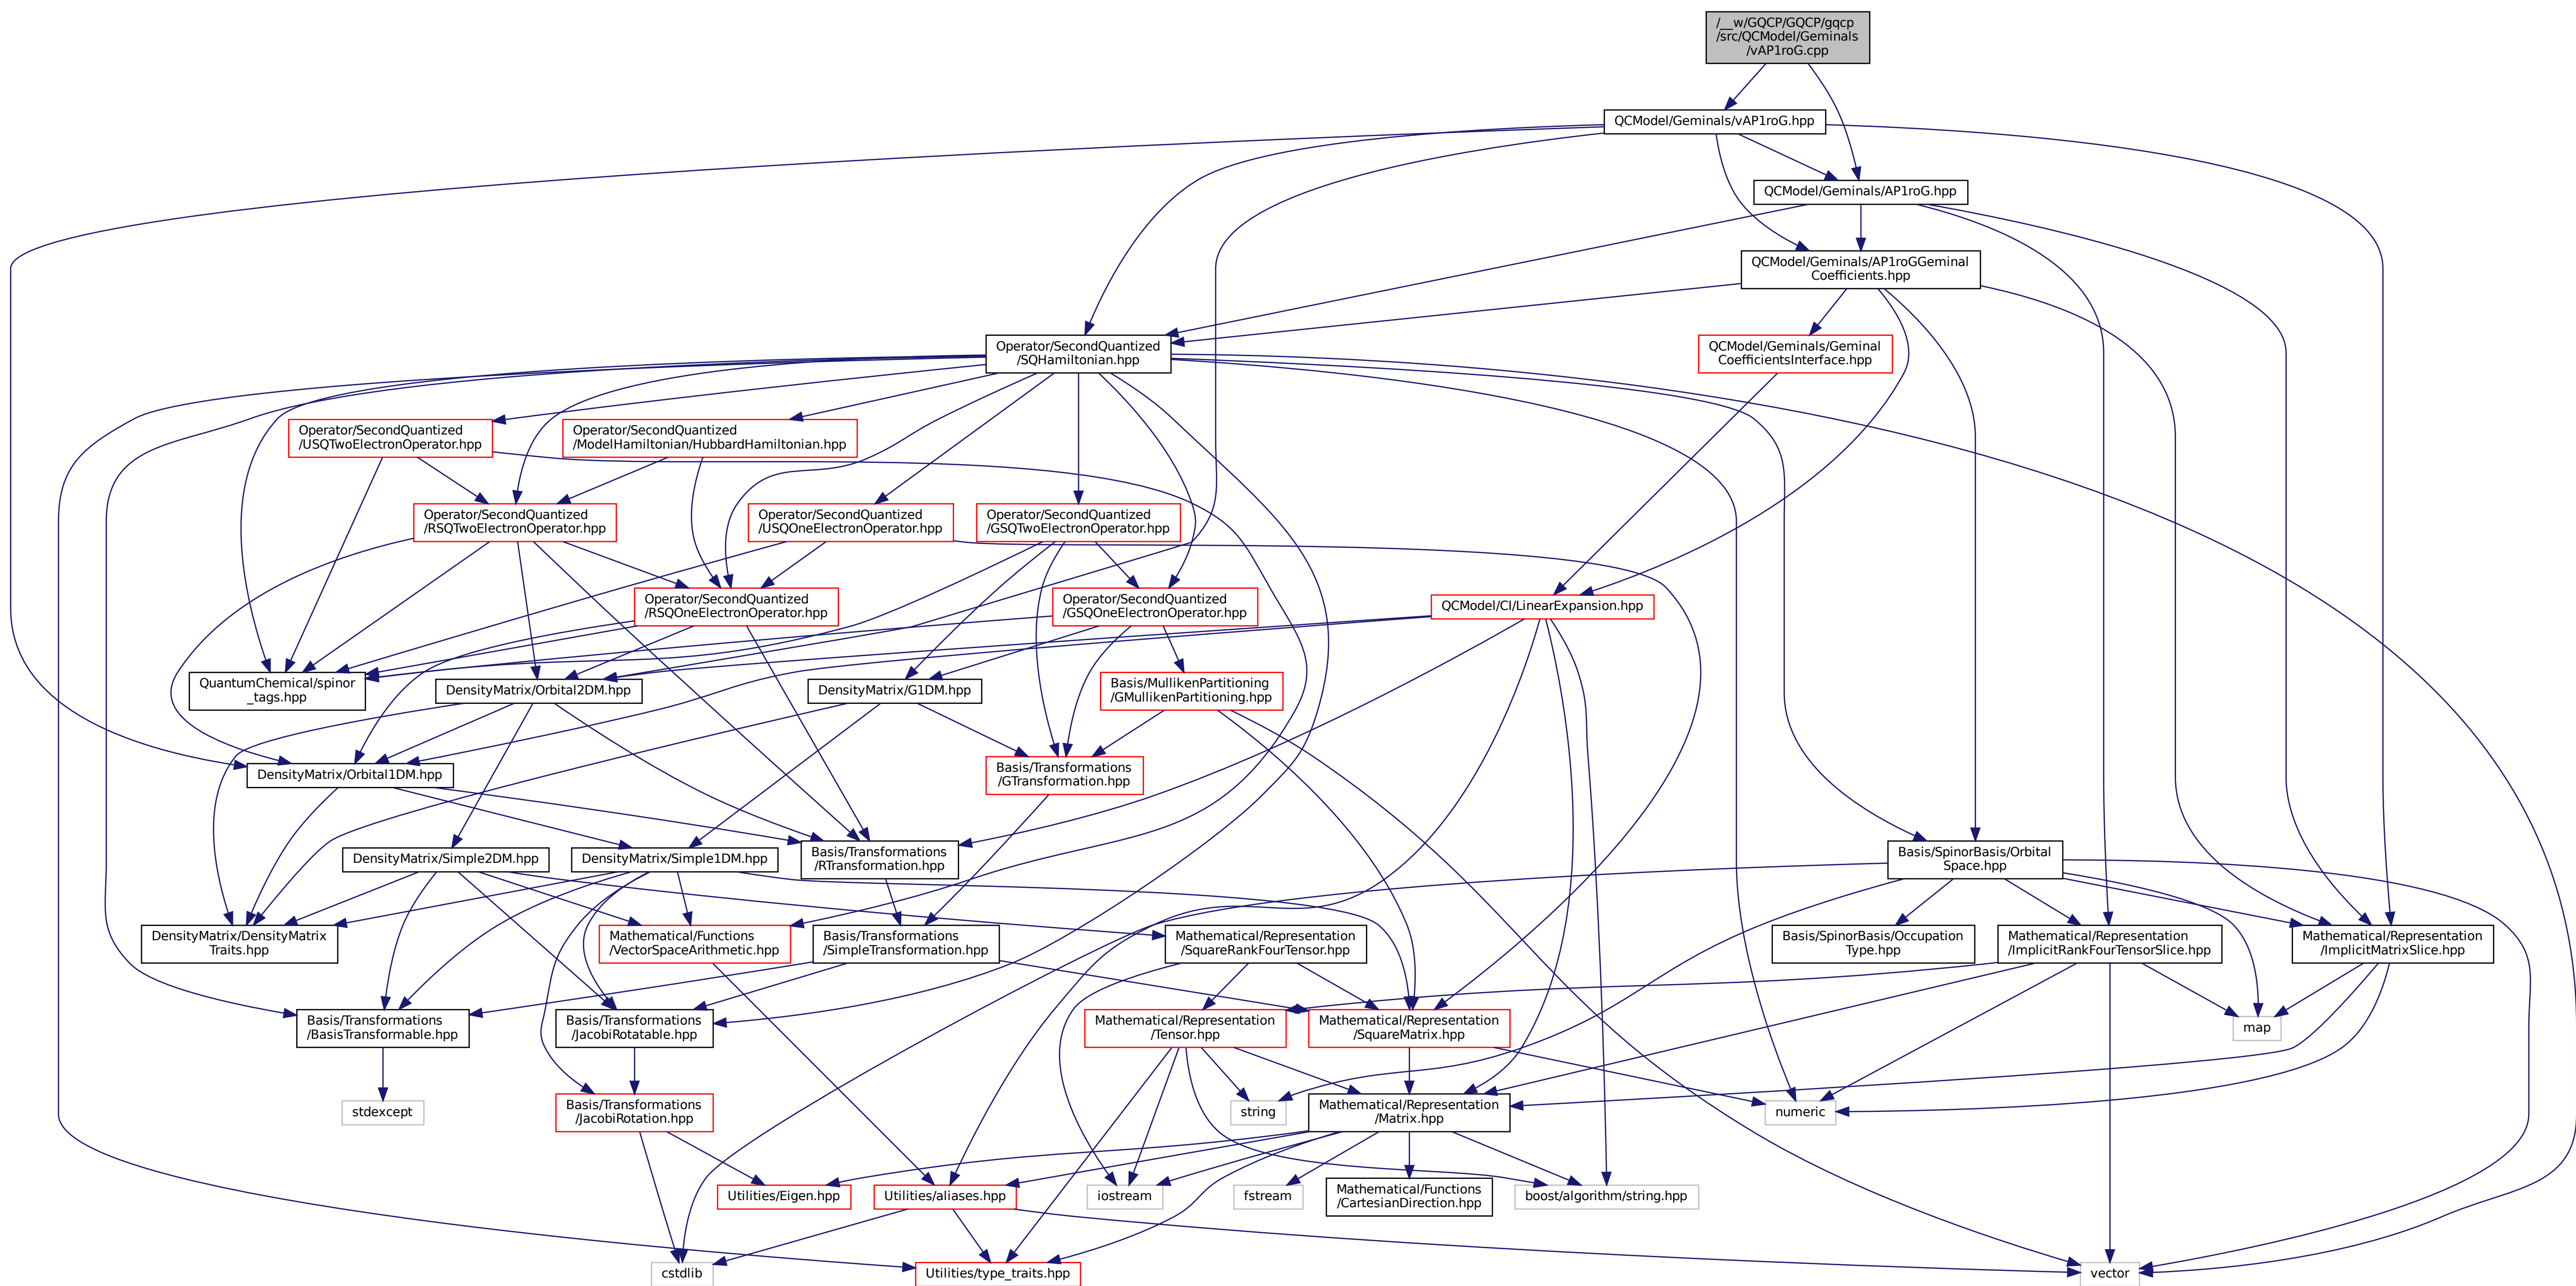 /__w/GQCP/GQCP/gqcp
/src/QCModel/Geminals
/vAP1roG.cpp
QCModel/Geminals/vAP1roG.hpp
QCModel/Geminals/AP1roG.hpp
QCModel/Geminals/AP1roGGeminal
Coefficients.hpp
Operator/SecondQuantized
/SQHamiltonian.hpp
QCModel/Geminals/Geminal
CoefficientsInterface.hpp
Operator/SecondQuantized
/USQTwoElectronOperator.hpp
Operator/SecondQuantized
/ModelHamiltonian/HubbardHamiltonian.hpp
Operator/SecondQuantized
/RSQTwoElectronOperator.hpp
Operator/SecondQuantized
/USQOneElectronOperator.hpp
Operator/SecondQuantized
/GSQTwoElectronOperator.hpp
Operator/SecondQuantized
/RSQOneElectronOperator.hpp
Operator/SecondQuantized
/GSQOneElectronOperator.hpp
QCModel/CI/LinearExpansion.hpp
QuantumChemical/spinor
_tags.hpp
DensityMatrix/Orbital2DM.hpp
DensityMatrix/G1DM.hpp
Basis/MullikenPartitioning
/GMullikenPartitioning.hpp
DensityMatrix/Orbital1DM.hpp
Basis/Transformations
/GTransformation.hpp
DensityMatrix/Simple2DM.hpp
DensityMatrix/Simple1DM.hpp
Basis/Transformations
/RTransformation.hpp
Basis/SpinorBasis/Orbital
Space.hpp
DensityMatrix/DensityMatrix
Traits.hpp
Mathematical/Functions
/VectorSpaceArithmetic.hpp
Basis/Transformations
/SimpleTransformation.hpp
Mathematical/Representation
/SquareRankFourTensor.hpp
Basis/SpinorBasis/Occupation
Type.hpp
Mathematical/Representation
/ImplicitRankFourTensorSlice.hpp
Mathematical/Representation
/ImplicitMatrixSlice.hpp
Basis/Transformations
/BasisTransformable.hpp
Basis/Transformations
/JacobiRotatable.hpp
Mathematical/Representation
/Tensor.hpp
Mathematical/Representation
/SquareMatrix.hpp
map
stdexcept
Basis/Transformations
/JacobiRotation.hpp
string
Mathematical/Representation
/Matrix.hpp
numeric
Utilities/Eigen.hpp
Utilities/aliases.hpp
iostream
fstream
Mathematical/Functions
/CartesianDirection.hpp
boost/algorithm/string.hpp
cstdlib
Utilities/type_traits.hpp
vector